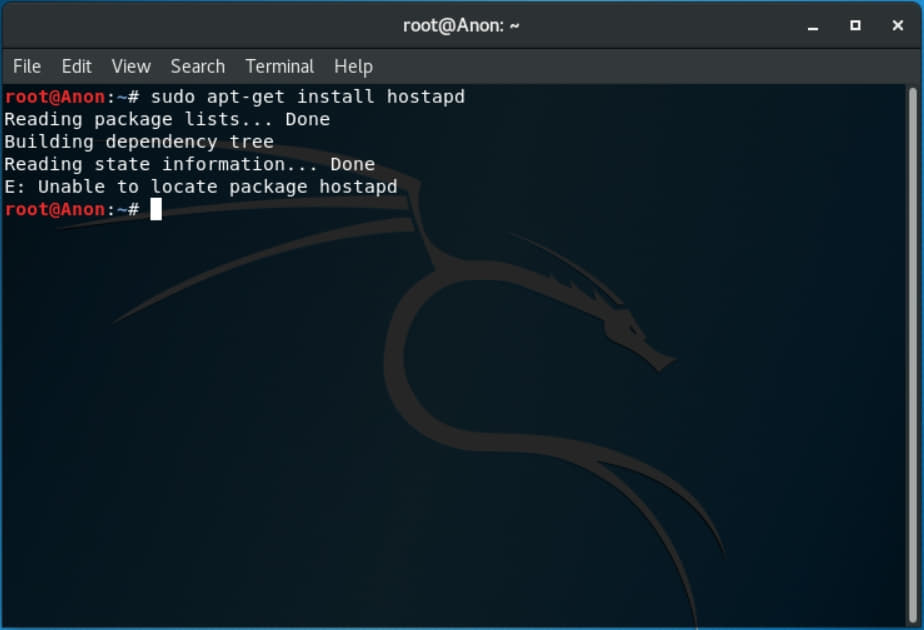 root@Anon: ~
File Edit View Search Terminal Help
root@Anon:~# sudo apt-get install hostapd
Reading package lists... Done
Building dependency tree
Reading state information... Done
E: Unable to locate package hostapd
root@Anon:~#